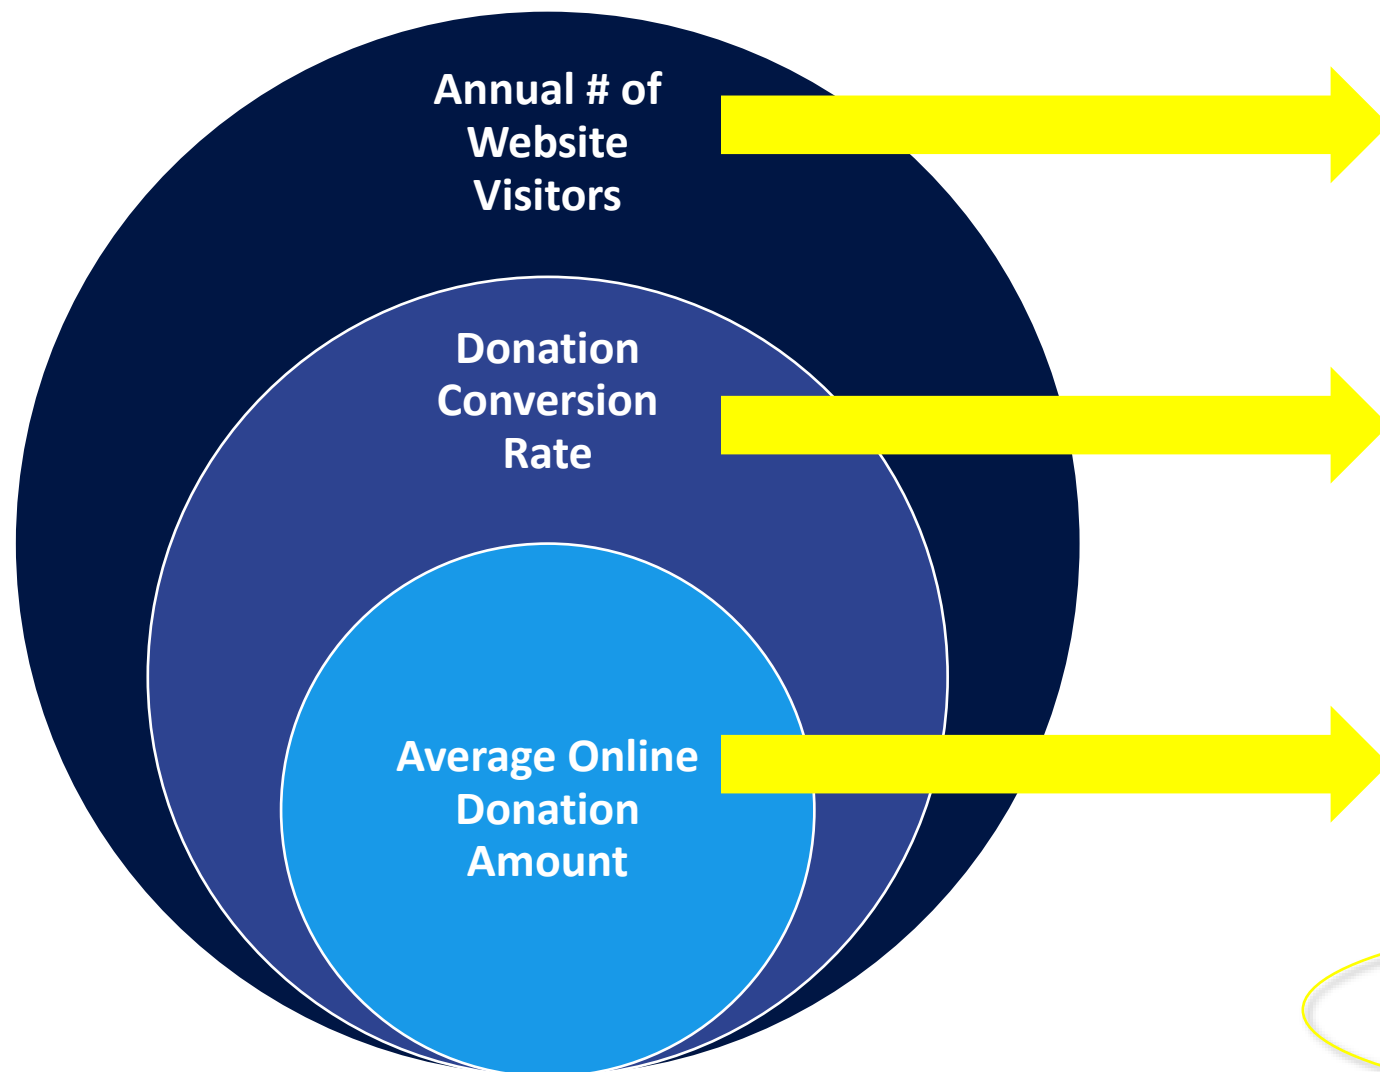 Annual # of
Website
Visitors
Donation
Conversion
Rate
Average Online
Donation
Amount